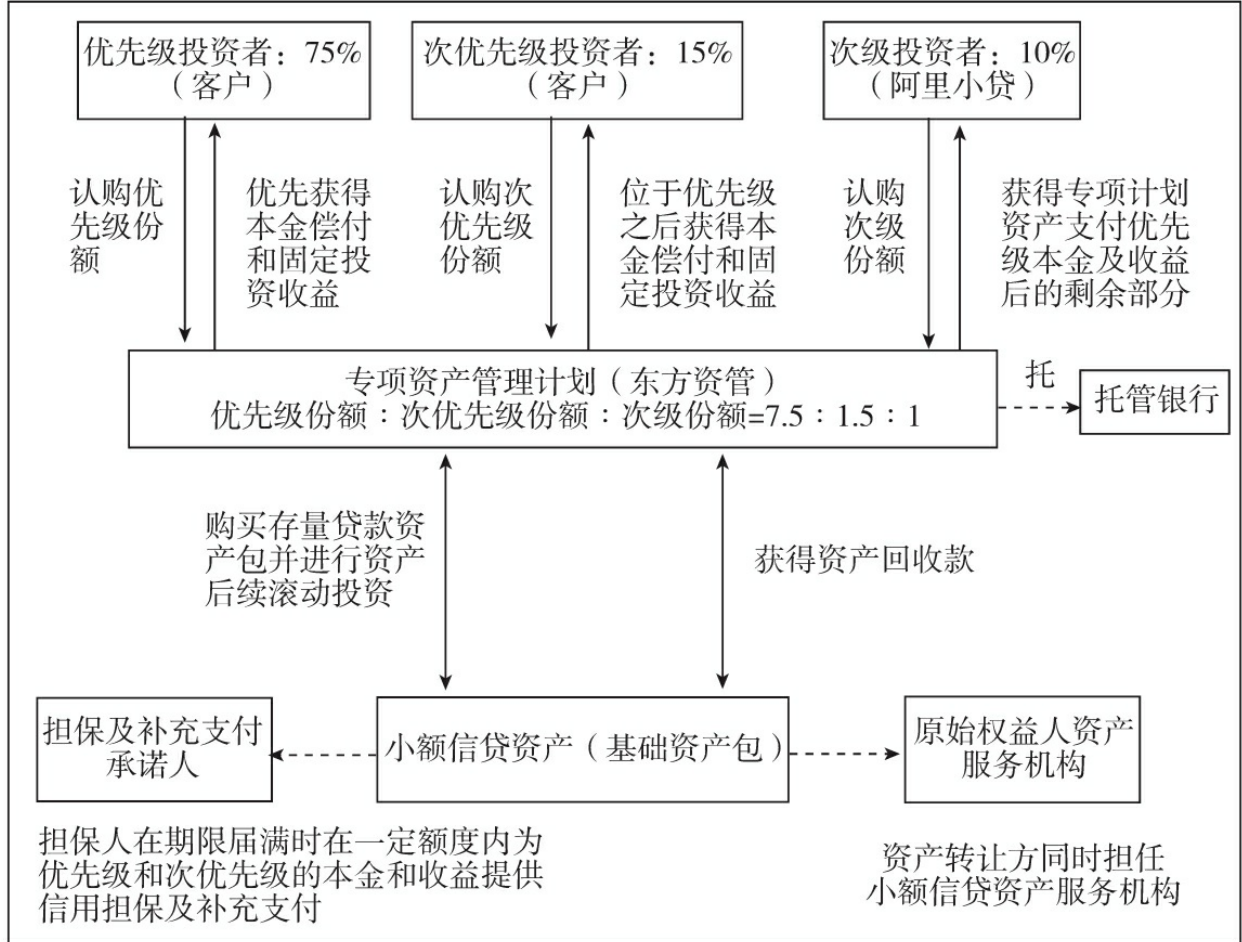 优先级投资者：75%
（客户）
次优先级投资者：15%
（客户）
次级投资者：10%
（阿里小贷）
认购优
先级份
额
优先获得
本金偿付
和固定投
资收益
认购次
优先级
份额
位于优先级
之后获得本
金偿付和固
定投资收益
认购
次级
份额
获得专项计划
资产支付优先
级本金及收益
后的剩余部分
专项资产管理计划（东方资管）
优先级份额：次优先级份额：次级份额=7.5：1.5：1
托
托管银行
购买存量贷款资
产包并进行资产
后续滚动投资
获得资产回收款
担保及补充支付
承诺人
小额信贷资产（基础资产包）
原始权益人资产
服务机构
担保人在期限届满时在一定额度内为
优先级和次优先级的本金和收益提供
信用担保及补充支付
资产转让方同时担任
小额信贷资产服务机构